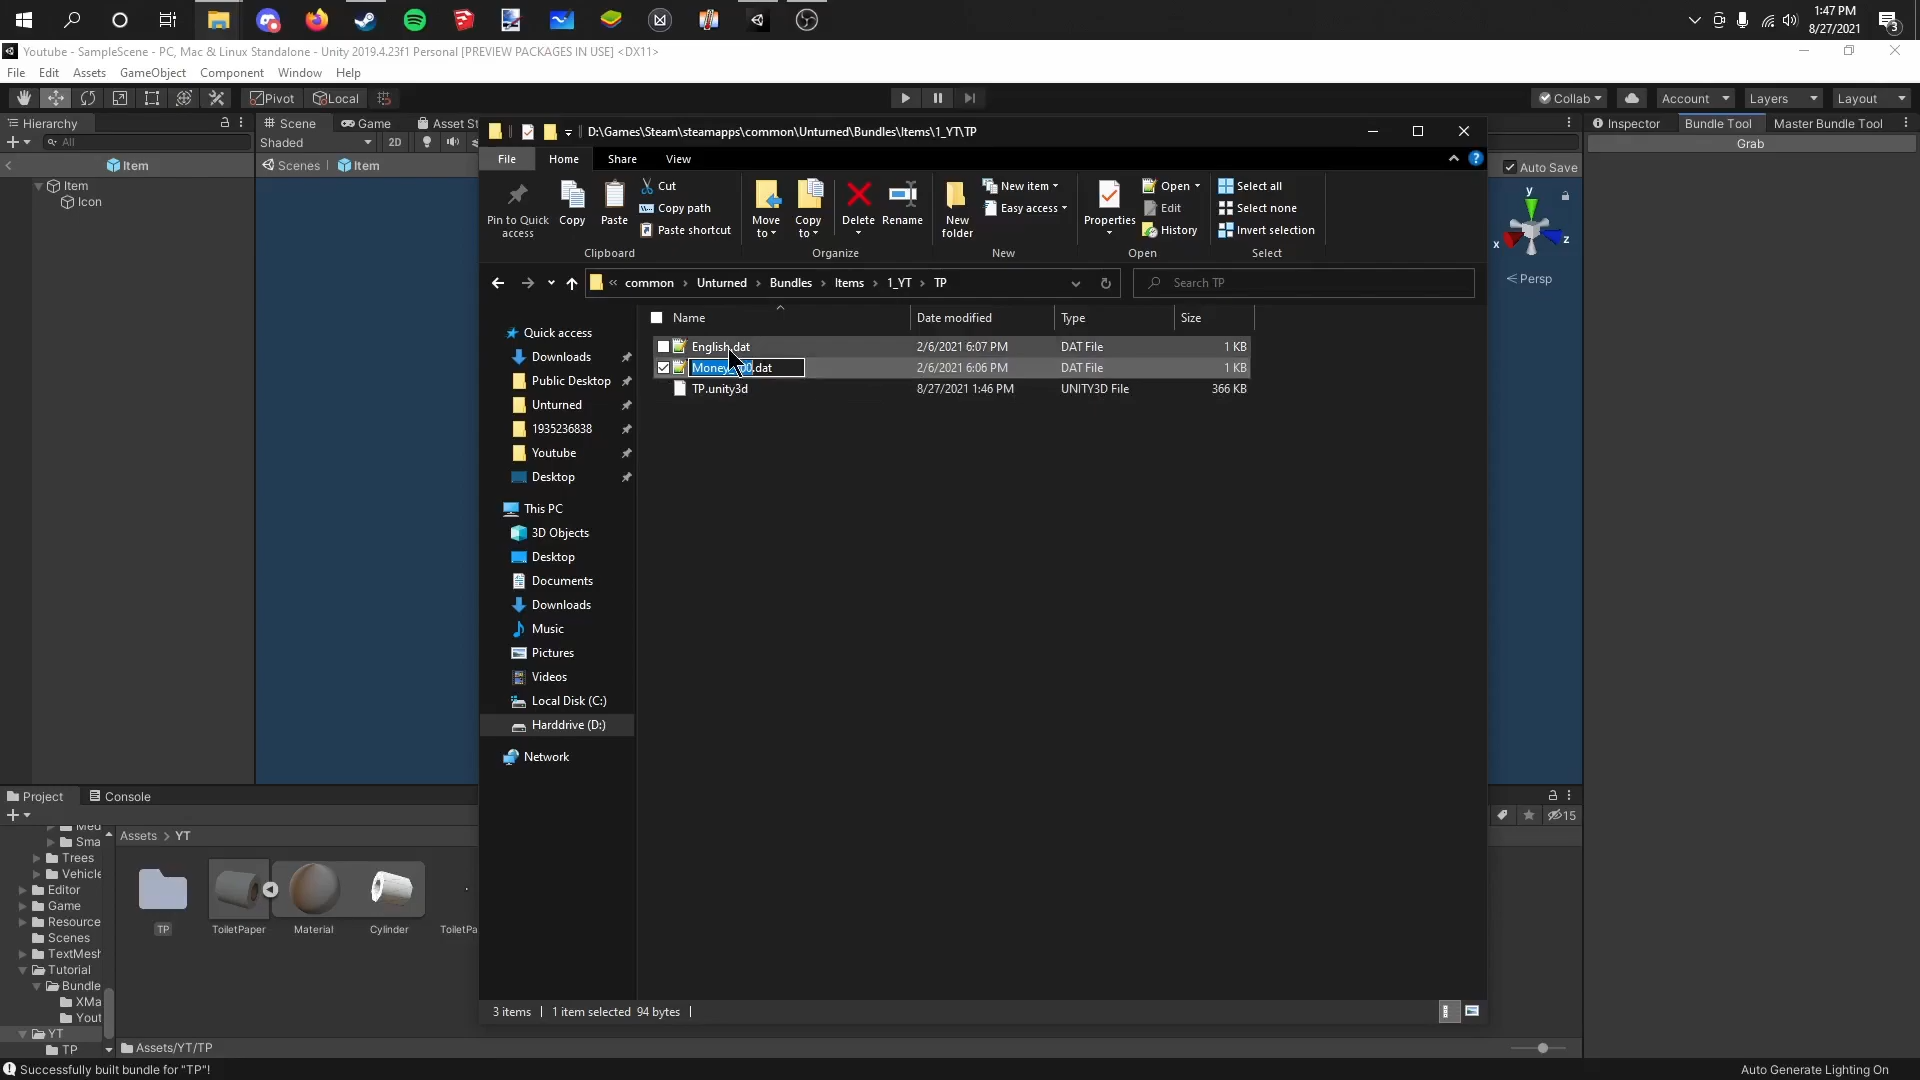 1:47 PM
8/27/2021
3
Youtube - SampleScene - PC, Mac & Linux Standalone - Unity 2019.4.23f1 Personal [PREVIEW PACKAGES IN USE] <DX11>
File Edit Assets GameObject Component Window Help
Pivot Local Collab Account Layers Layout
Hierarchy Scene Game Asset St Inspector Bundle Tool Master Bundle Tool
All Shaded 2D Grab
Item Scenes Item Auto Save
Item
Icon
y
x z
Persp
D:\Games\Steam\steamapps\common\Unturned\Bundles\Items\1_YT\TP
File Home Share View
Pin to Quick access
Copy
Paste
Cut
Copy path
Paste shortcut
Clipboard
Move to
Copy to
Delete
Rename
Organize
New folder
New item
Easy access
New
Properties
Open
Edit
History
Open
Select all
Select none
Invert selection
Select
common Unturned Bundles Items 1_YT TP Search TP
Name Date modified Type Size
English.dat 2/6/2021 6:07 PM DAT File 1 KB
.dat 2/6/2021 6:06 PM DAT File 1 KB
TP.unity3d 8/27/2021 1:46 PM UNITY3D File 366 KB
Quick access
Downloads
Public Desktop
Unturned
1935236838
Youtube
Desktop
This PC
3D Objects
Desktop
Documents
Downloads
Music
Pictures
Videos
Local Disk (C:)
Harddrive (D:)
Network
3 items 1 item selected 94 bytes
Project Console
15
Sma
Trees
Vehicle
Editor
Game
Resource
Scenes
TextMesh
Tutorial
Bundle
XMa
Yout
YT
TP
Assets > YT
TP ToiletPaper Material Cylinder ToiletPa
Assets/YT/TP
Successfully built bundle for "TP"!
Auto Generate Lighting On